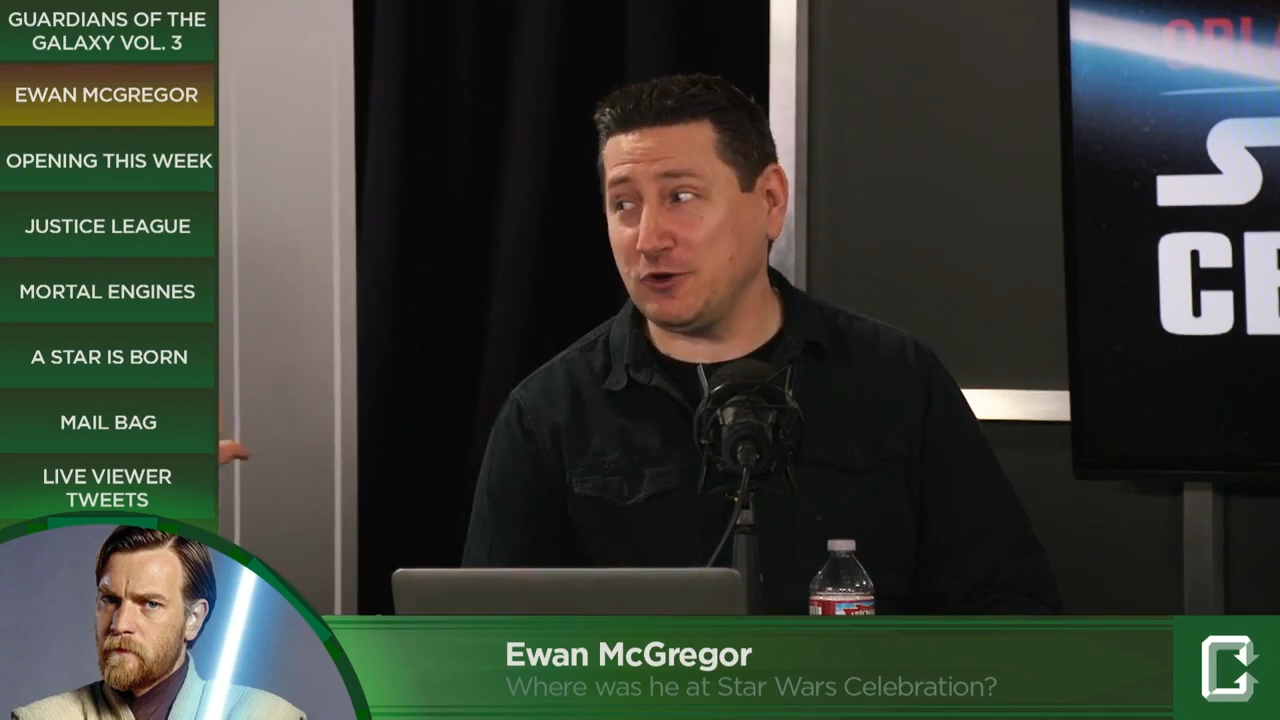 GUARDIANS OF THE
GALAXY VOL. 3
EWAN MCGREGOR
OPENING THIS WEEK
JUSTICE LEAGUE
MORTAL ENGINES
A STAR IS BORN
MAIL BAG
LIVE VIEWER
TWEETS
Ewan McGregor
Where was he at Star Wars Celebration?